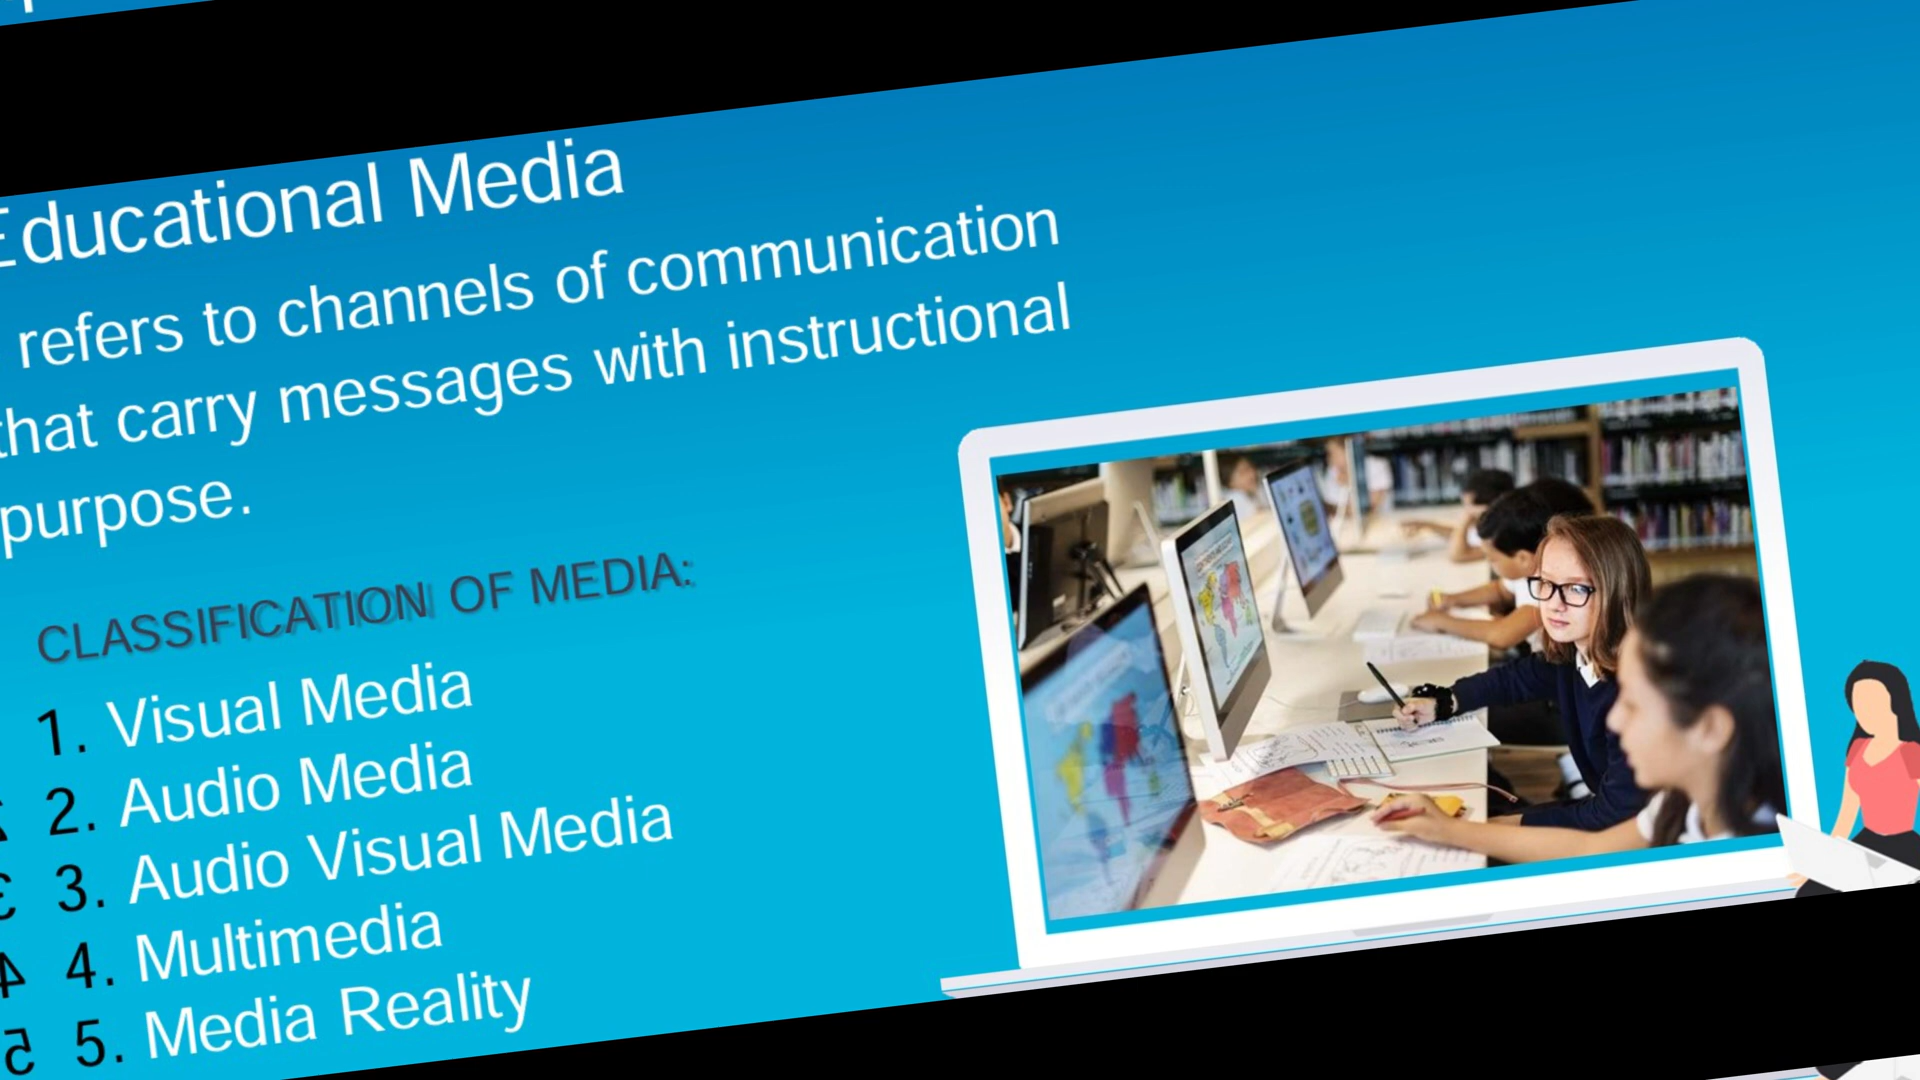 Educational Media
refers to channels of communication
that carry messages with instructional
purpose.
CLASSIFICATION OF MEDIA:
1. Visual Media
2. Audio Media
3. Audio Visual Media
4. Multimedia
5. Media Reality